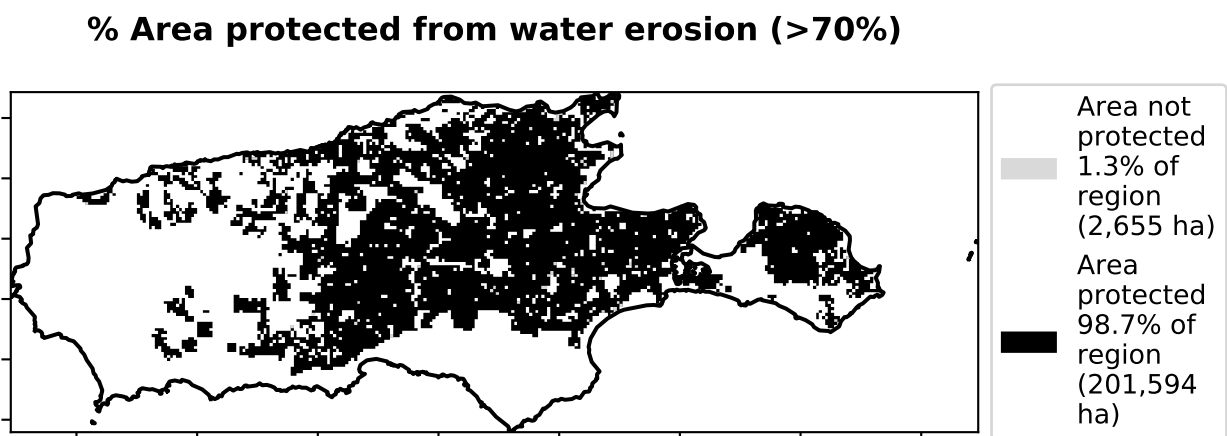 % Area protected from water erosion (>70%)
Area not
protected
1.3% of
region
(2,655 ha)
Area
protected
98.7% of
region
(201,594
ha)